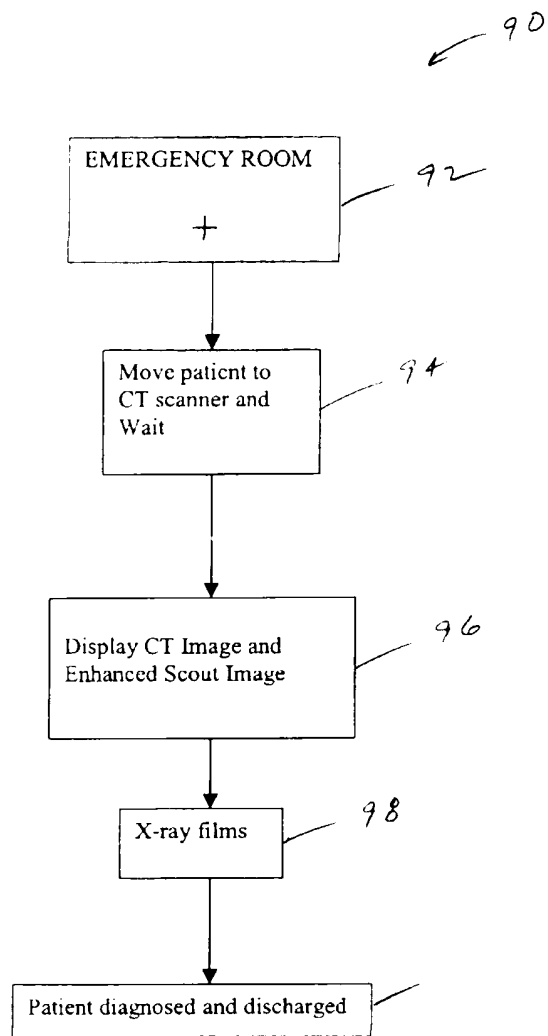 90
EMERGENCY ROOM
92
+
Move patient to
CT scanner and
Wait
94
Display CT Image and
Enhanced Scout Image
96
X-ray films
98
Patient diagnosed and discharged